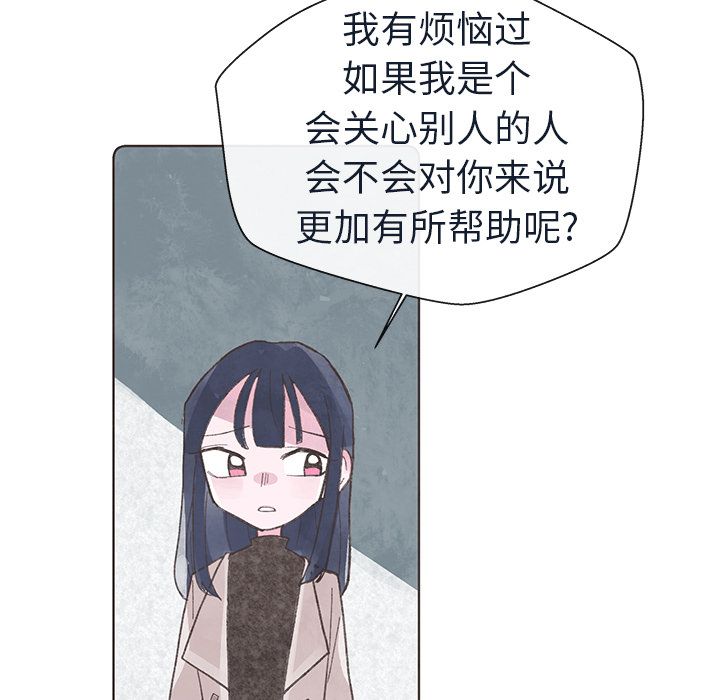 我有烦恼过
如果我是个
会关心别人的人
会不会对你来说
更加有所帮助呢?